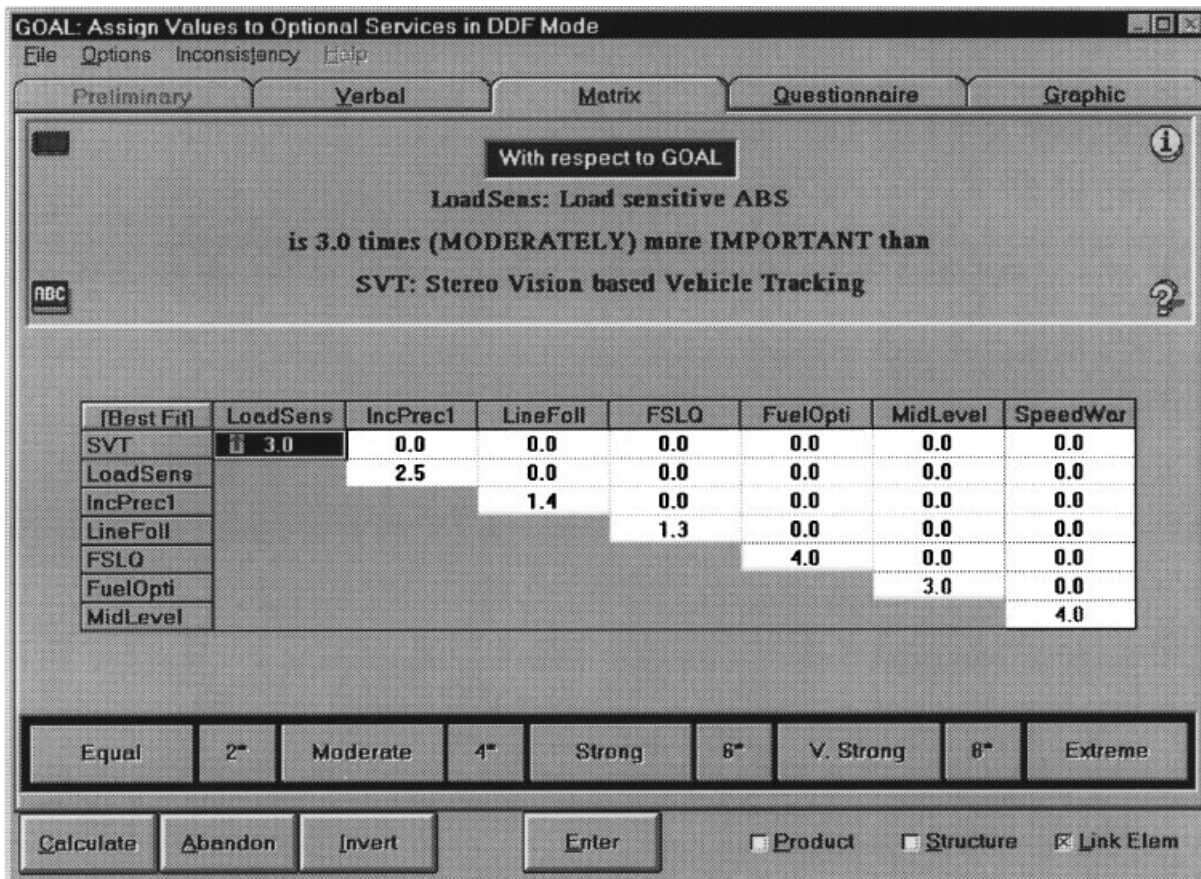 GOAL: Assign Values to Optional Services in DDF Mode
File Options Inconsistency Help
Preliminary Verbal Matrix Questionnaire Graphic
With respect to GOAL
LoadSens: Load sensitive ABS
is 3.0 times (MODERATELY) more IMPORTANT than
SVT: Stereo Vision based Vehicle Tracking
ABC
[Best Fit] LoadSens IncPrec1 LineFoll FSLQ FuelOpti MidLevel SpeedWar
SVT 3.0 0.0 0.0 0.0 0.0 0.0 0.0
LoadSens 2.5 0.0 0.0 0.0 0.0 0.0
IncPrec1 1.4 0.0 0.0 0.0 0.0
LineFoll 1.3 0.0 0.0 0.0
FSLQ 4.0 0.0 0.0
FuelOpti 3.0 0.0
MidLevel 4.0
Equal 2" Moderate 4" Strong 6" V. Strong 8" Extreme
Calculate Abandon Invert Enter Product Structure Link Elem